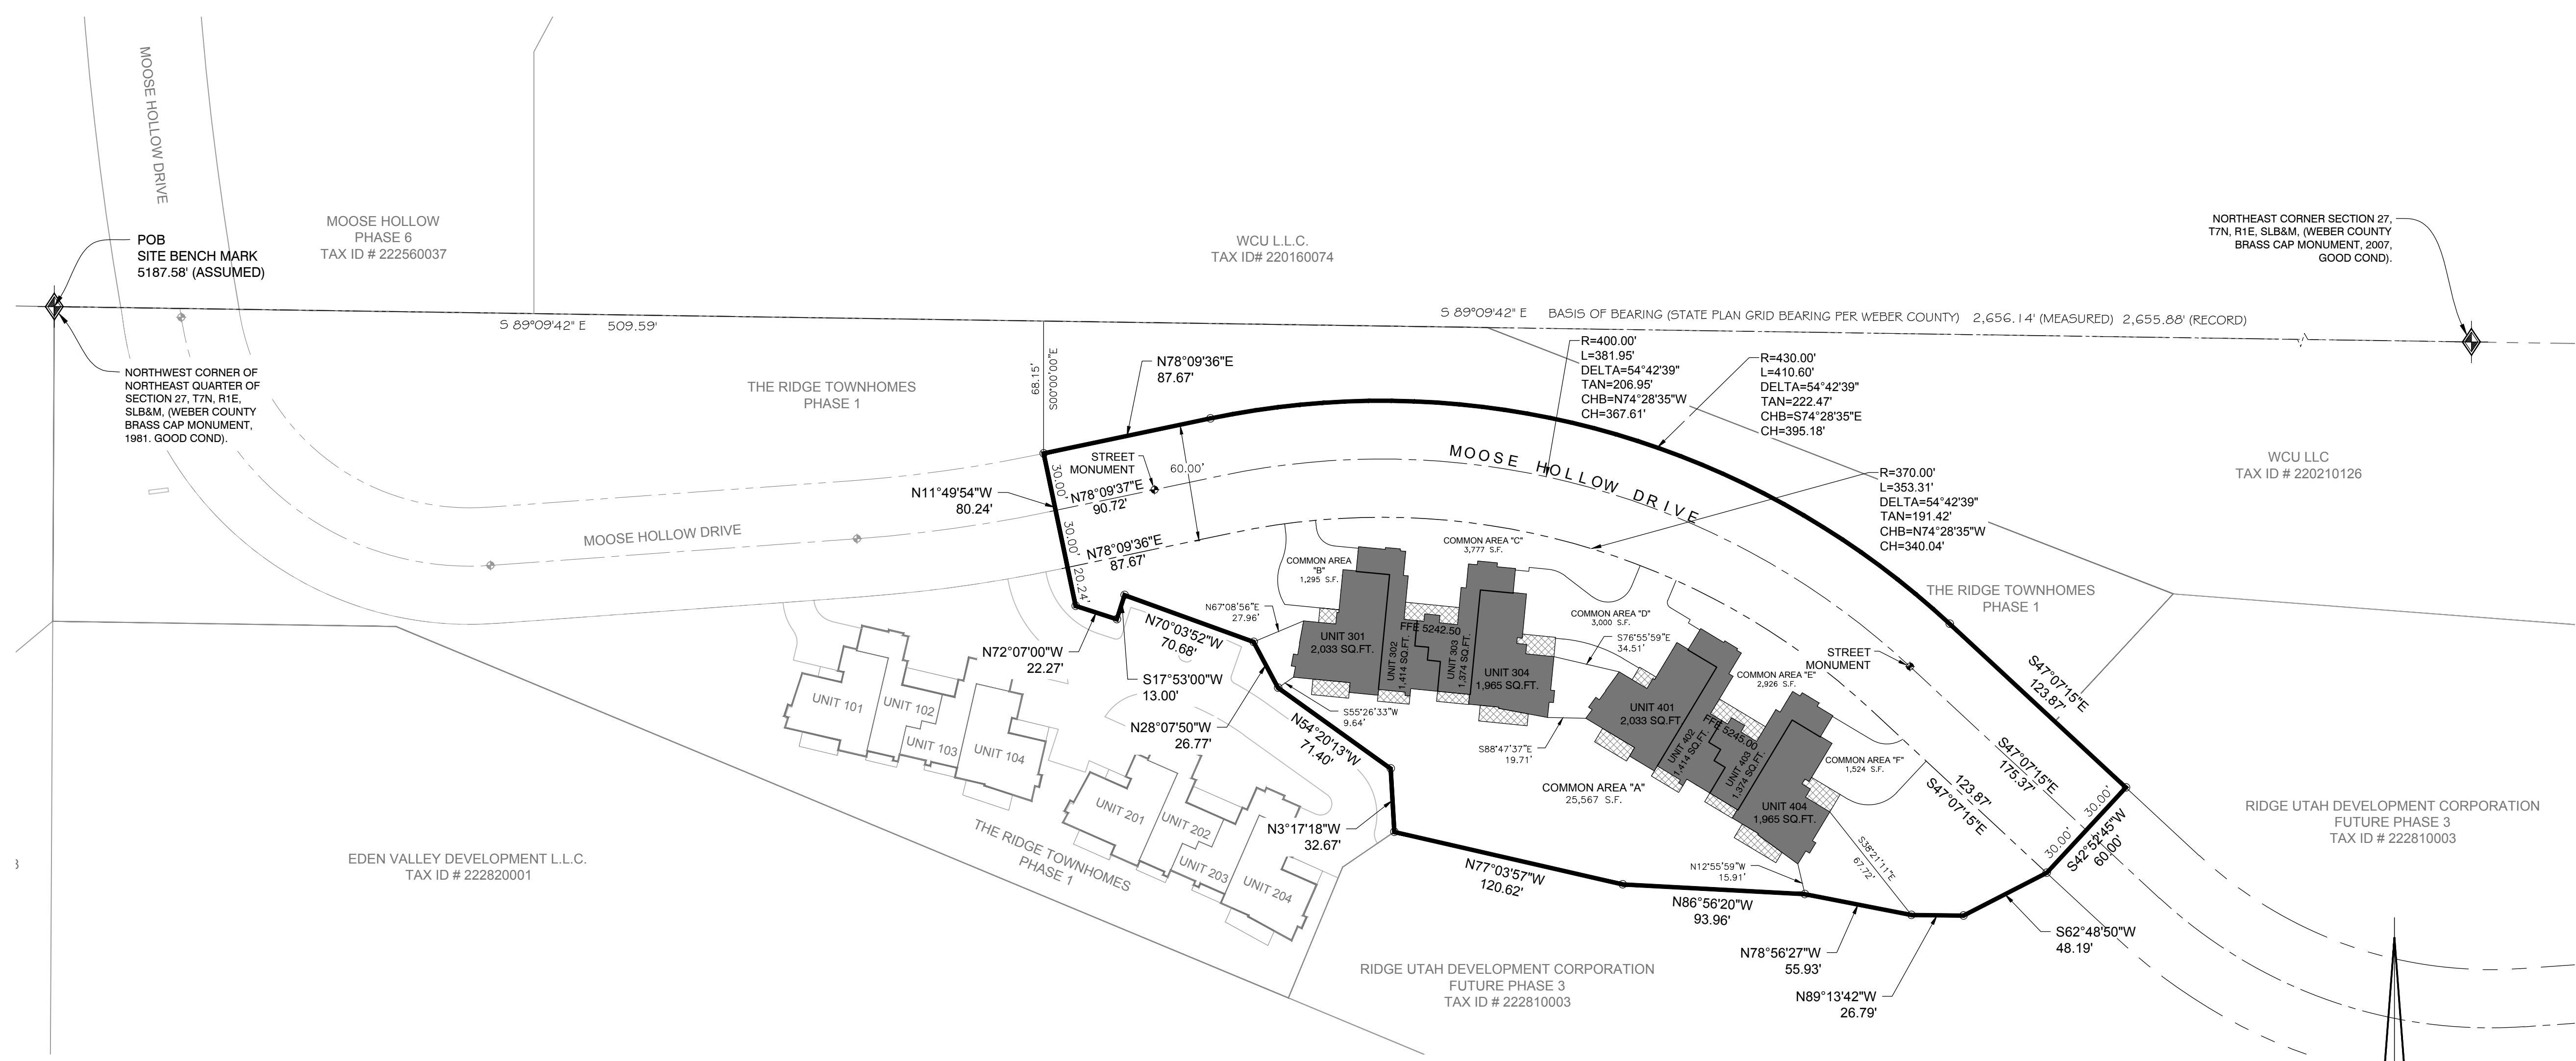 MOOSE HOLLOW DRIVE
POB
SITE BENCH MARK
5187.58' (ASSUMED)
MOOSE HOLLOW
PHASE 6
TAX ID # 222560037
WCU L.L.C.
TAX ID# 220160074
NORTHEAST CORNER SECTION 27,
T7N, R1E, SLB&M, (WEBER COUNTY
BRASS CAP MONUMENT, 2007,
GOOD COND).
S 89°09'42" E 509.59'
S 89°09'42" E BASIS OF BEARING (STATE PLAN GRID BEARING PER WEBER COUNTY) 2,656.14' (MEASURED) 2,655.88' (RECORD)
NORTHWEST CORNER OF
NORTHEAST QUARTER OF
SECTION 27, T7N, R1E,
SLB&M, (WEBER COUNTY
BRASS CAP MONUMENT,
1981. GOOD COND).
THE RIDGE TOWNHOMES
PHASE 1
68.15'
S00°00'00"E
N78°09'36"E
87.67'
R=400.00'
L=381.95'
DELTA=54°42'39"
TAN=206.95'
CHB=N74°28'35"W
CH=367.61'
R=430.00'
L=410.60'
DELTA=54°42'39"
TAN=222.47'
CHB=S74°28'35"E
CH=395.18'
R=370.00'
L=353.31'
DELTA=54°42'39"
TAN=191.42'
CHB=N74°28'35"W
CH=340.04'
WCU LLC
TAX ID # 220210126
STREET
MONUMENT
60.00'
MOOSE HOLLOW DRIVE
N11°49'54"W
80.24'
30.00'
30.00'
20.24'
N78°09'37"E
90.72'
N78°09'36"E
87.67'
MOOSE HOLLOW DRIVE
COMMON AREA
"B"
1,295 S.F.
COMMON AREA "C"
3,777 S.F.
COMMON AREA "D"
3,000 S.F.
COMMON AREA "E"
2,926 S.F.
COMMON AREA "F"
1,524 S.F.
COMMON AREA "A"
25,567 S.F.
THE RIDGE TOWNHOMES
PHASE 1
N67°08'56"E
27.96'
N70°03'52"W
70.68'
N72°07'00"W
22.27'
S17°53'00"W
13.00'
N28°07'50"W
26.77'
N54°20'13"W
71.40'
S55°26'33"W
9.64'
UNIT 301
2,033 SQ.FT.
UNIT 302
1,414 SQ.FT.
FFE 5242.50
UNIT 303
1,374 SQ.FT.
UNIT 304
1,965 SQ.FT.
S76°55'59"E
34.51'
S88°47'37"E
19.71'
UNIT 401
2,033 SQ.FT
UNIT 402
1,414 SQ.FT.
FFE 5245.00
UNIT 403
1,374 SQ.FT.
UNIT 404
1,965 SQ.FT.
STREET
MONUMENT
S47°07'15"E
123.87'
S47°07'15"E
175.37'
123.87'
S47°07'15"E
30.00'
30.00'
S42°52'45"W
60.00'
RIDGE UTAH DEVELOPMENT CORPORATION
FUTURE PHASE 3
TAX ID # 222810003
UNIT 101
UNIT 102
UNIT 103
UNIT 104
UNIT 201
UNIT 202
UNIT 203
UNIT 204
THE RIDGE TOWNHOMES
PHASE 1
N3°17'18"W
32.67'
N77°03'57"W
120.62'
N12°55'59"W
15.91'
S38°21'11"E
67.72'
N86°56'20"W
93.96'
N78°56'27"W
55.93'
N89°13'42"W
26.79'
S62°48'50"W
48.19'
EDEN VALLEY DEVELOPMENT L.L.C.
TAX ID # 222820001
RIDGE UTAH DEVELOPMENT CORPORATION
FUTURE PHASE 3
TAX ID # 222810003